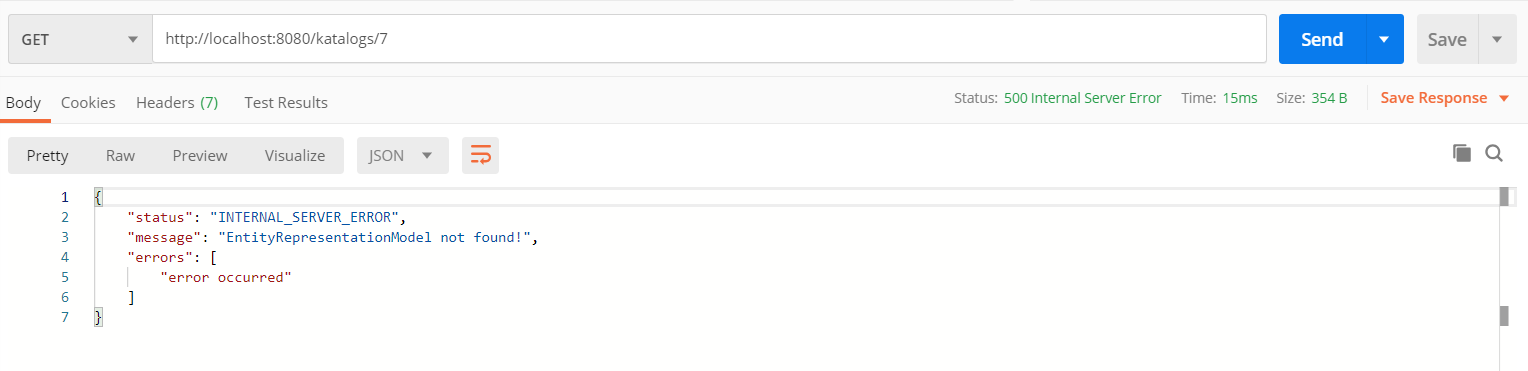 GET http://localhost:8080/katalogs/7 Send Save
Body Cookies Headers (7) Test Results Status: 500 Internal Server Error Time: 15ms Size: 354 B Save Response
Pretty Raw Preview Visualize JSON
1 {
2 "status": "INTERNAL_SERVER_ERROR",
3 "message": "EntityRepresentationModel not found!",
4 "errors": [
5 "error occurred"
6 ]
7 }